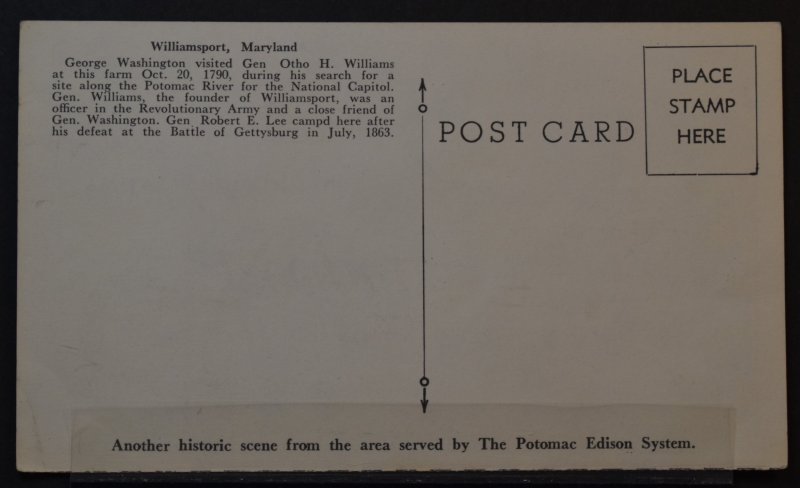 Williamsport, Maryland
George Washington visited Gen Otho H. Williams
at this farm Oct. 20, 1790, during his search for a
site along the Potomac River for the National Capitol.
Gen. Williams, the founder of Williamsport, was an
officer in the Revolutionary Army and a close friend of
Gen. Washington. Gen Robert E. Lee campd here after
his defeat at the Battle of Gettysburg in July, 1863.
POST CARD
PLACE
STAMP
HERE
Another historic scene from the area served by The Potomac Edison System.